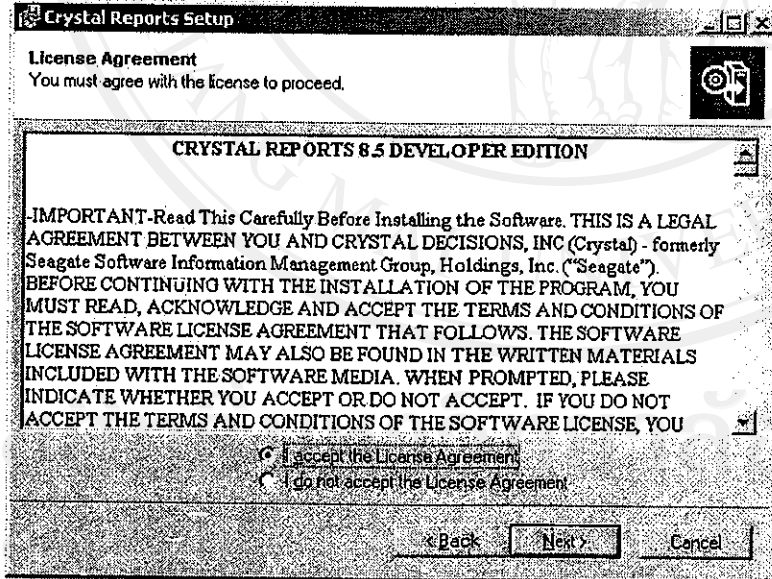 Crystal Reports Setup
License Agreement
You must agree with the license to proceed.
CRYSTAL REPORTS 8.5 DEVELOPER EDITION
-IMPORTANT-Read This Carefully Before Installing the Software. THIS IS A LEGAL
AGREEMENT BETWEEN YOU AND CRYSTAL DECISIONS, INC (Crystal) - formerly
Seagate Software Information Management Group, Holdings, Inc. ("Seagate").
BEFORE CONTINUING WITH THE INSTALLATION OF THE PROGRAM, YOU
MUST READ, ACKNOWLEDGE AND ACCEPT THE TERMS AND CONDITIONS OF
THE SOFTWARE LICENSE AGREEMENT THAT FOLLOWS. THE SOFTWARE
LICENSE AGREEMENT MAY ALSO BE FOUND IN THE WRITTEN MATERIALS
INCLUDED WITH THE SOFTWARE MEDIA. WHEN PROMPTED, PLEASE
INDICATE WHETHER YOU ACCEPT OR DO NOT ACCEPT. IF YOU DO NOT
ACCEPT THE TERMS AND CONDITIONS OF THE SOFTWARE LICENSE, YOU
I accept the License Agreement
I do not accept the License Agreement
< Back Next > Cancel